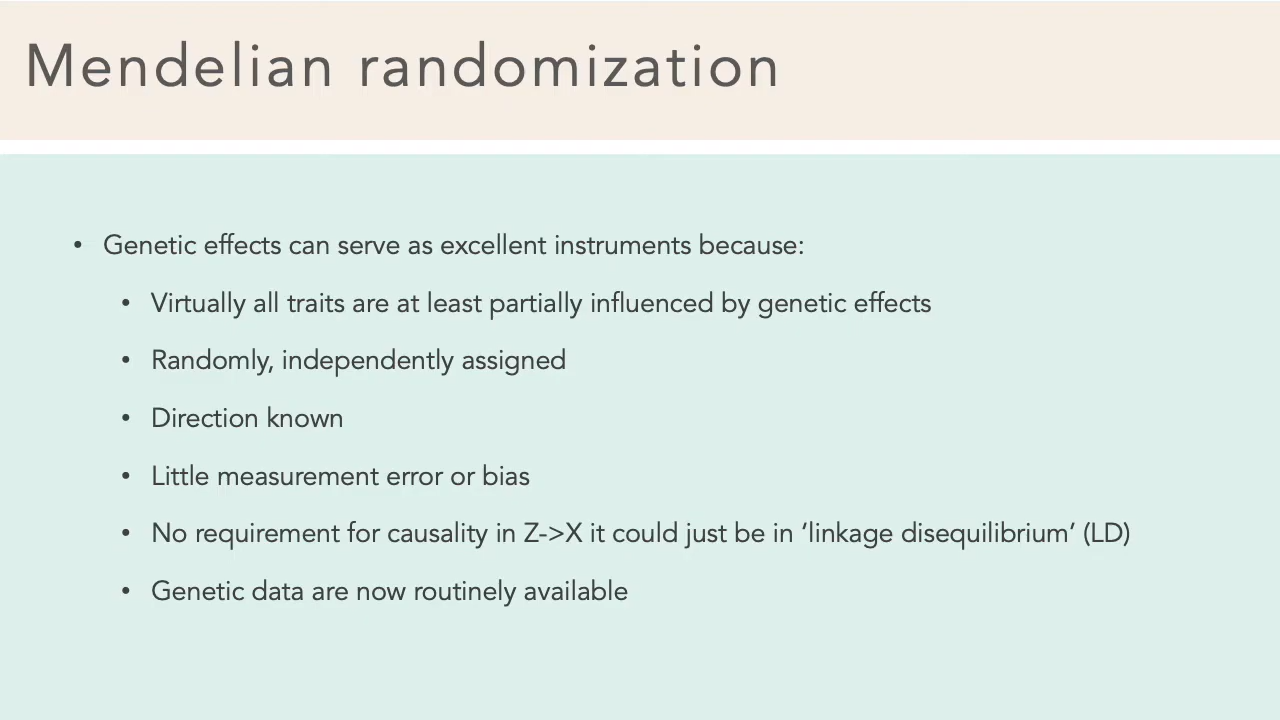 Mendelian randomization
• Genetic effects can serve as excellent instruments because:
• Virtually all traits are at least partially influenced by genetic effects
• Randomly, independently assigned
• Direction known
• Little measurement error or bias
• No requirement for causality in Z->X it could just be in ‘linkage disequilibrium’ (LD)
• Genetic data are now routinely available